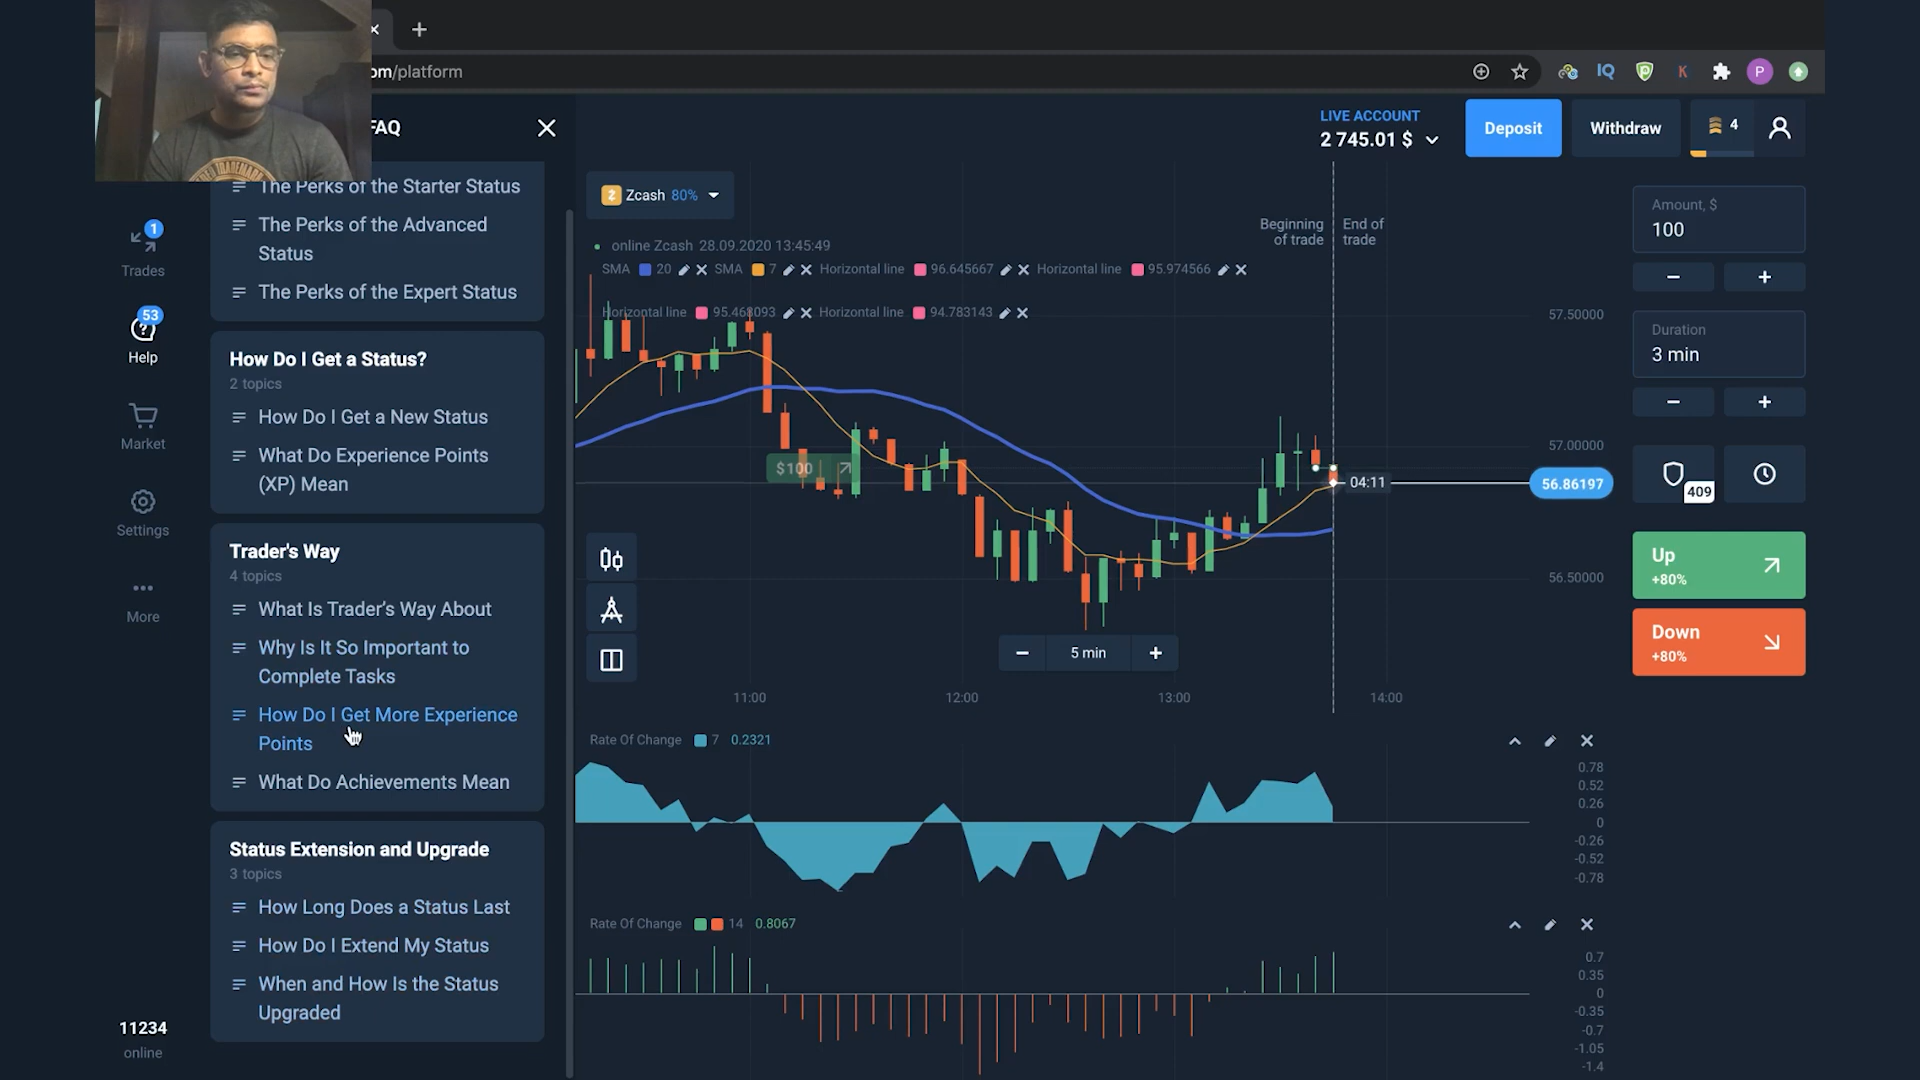 om/platform
IQ
K
P
FAQ
LIVE ACCOUNT
2 745.01 $
Deposit
Withdraw
4
The Perks of the Starter Status
The Perks of the Advanced
Status
The Perks of the Expert Status
How Do I Get a Status?
2 topics
How Do I Get a New Status
What Do Experience Points
(XP) Mean
Trader's Way
4 topics
What Is Trader's Way About
Why Is It So Important to
Complete Tasks
How Do I Get More Experience
Points
What Do Achievements Mean
Status Extension and Upgrade
3 topics
How Long Does a Status Last
How Do I Extend My Status
When and How Is the Status
Upgraded
1
Trades
53
Help
Market
Settings
More
11234
online
Zcash 80%
online Zcash 28.09.2020 13:45:49
SMA 20 SMA 7 Horizontal line 96.645667 Horizontal line 95.974566
Horizontal line 95.468093 Horizontal line 94.783143
Beginning
of trade
End of
trade
57.50000
57.00000
56.86197
56.50000
$100
04:11
5 min
11:00 12:00 13:00 14:00
Rate Of Change 7 0.2321
0.78
0.52
0.26
0
-0.26
-0.52
-0.78
Rate Of Change 14 0.8067
0.7
0.35
0
-0.35
-0.7
-1.05
-1.4
Amount, $
100
Duration
3 min
409
Up
+80%
Down
+80%